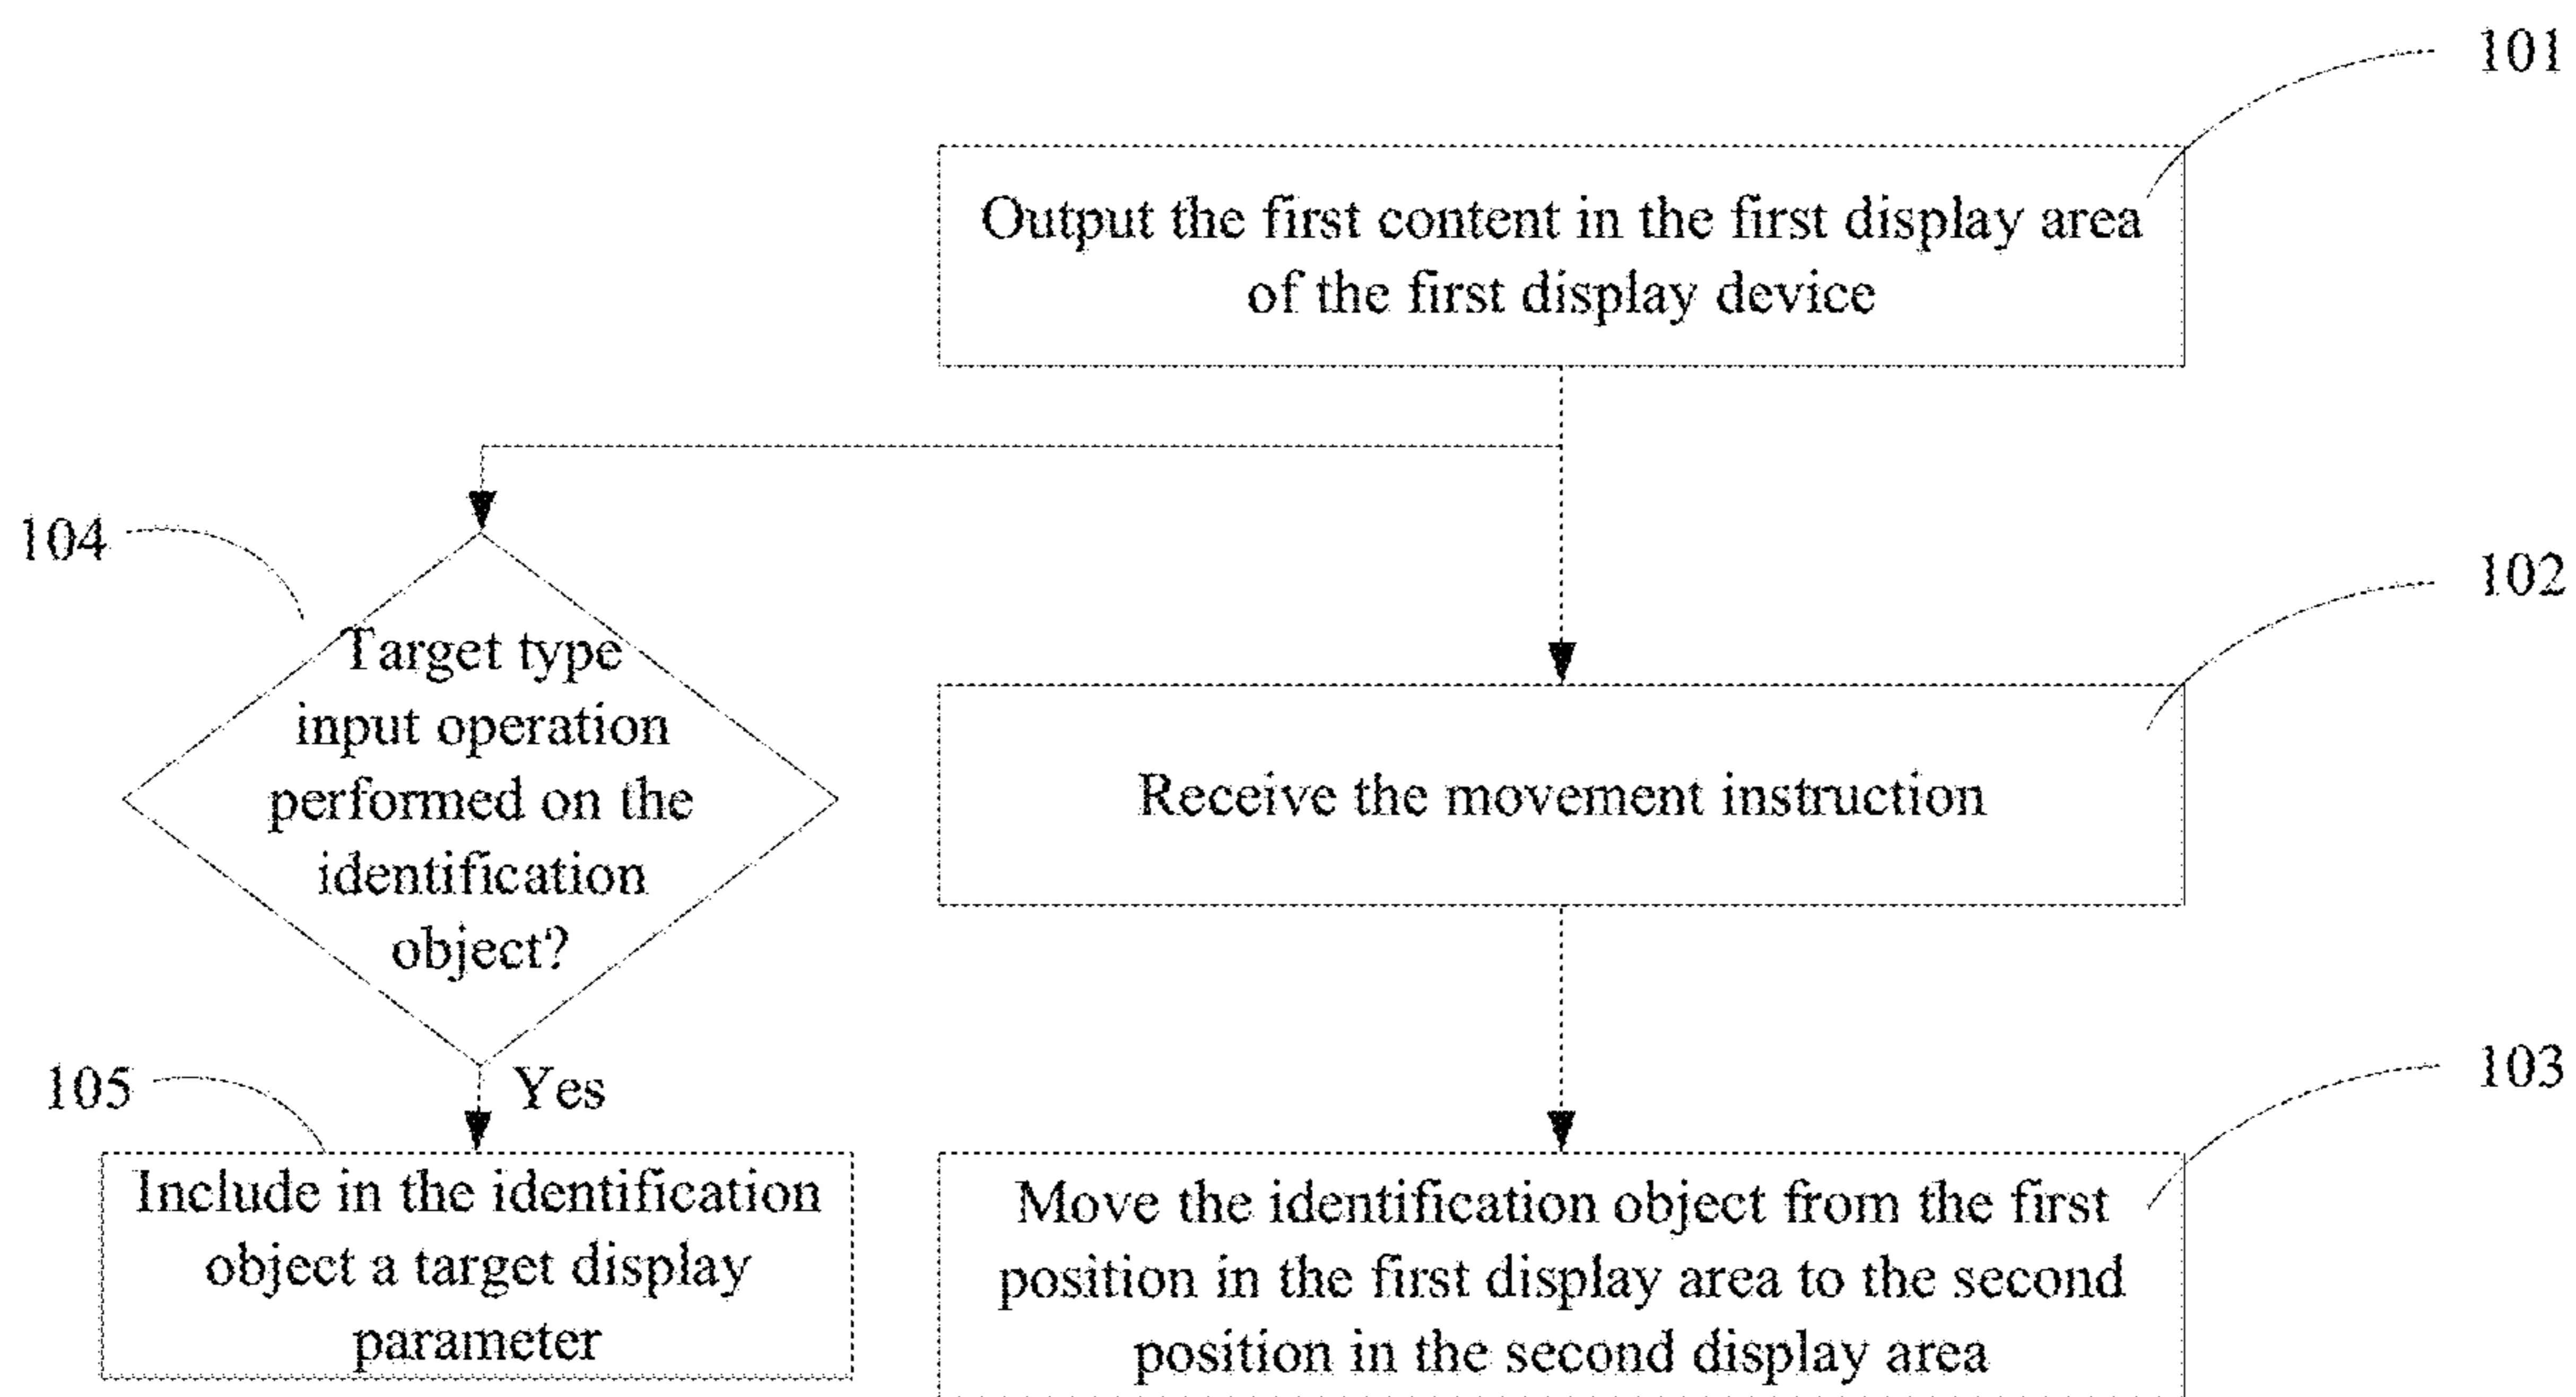 101
Output the first content in the first display area
of the first display device
104
Target type
input operation
performed on the
identification
object?
102
Receive the movement instruction
105
Yes
Include in the identification
object a target display
parameter
103
Move the identification object from the first
position in the first display area to the second
position in the second display area